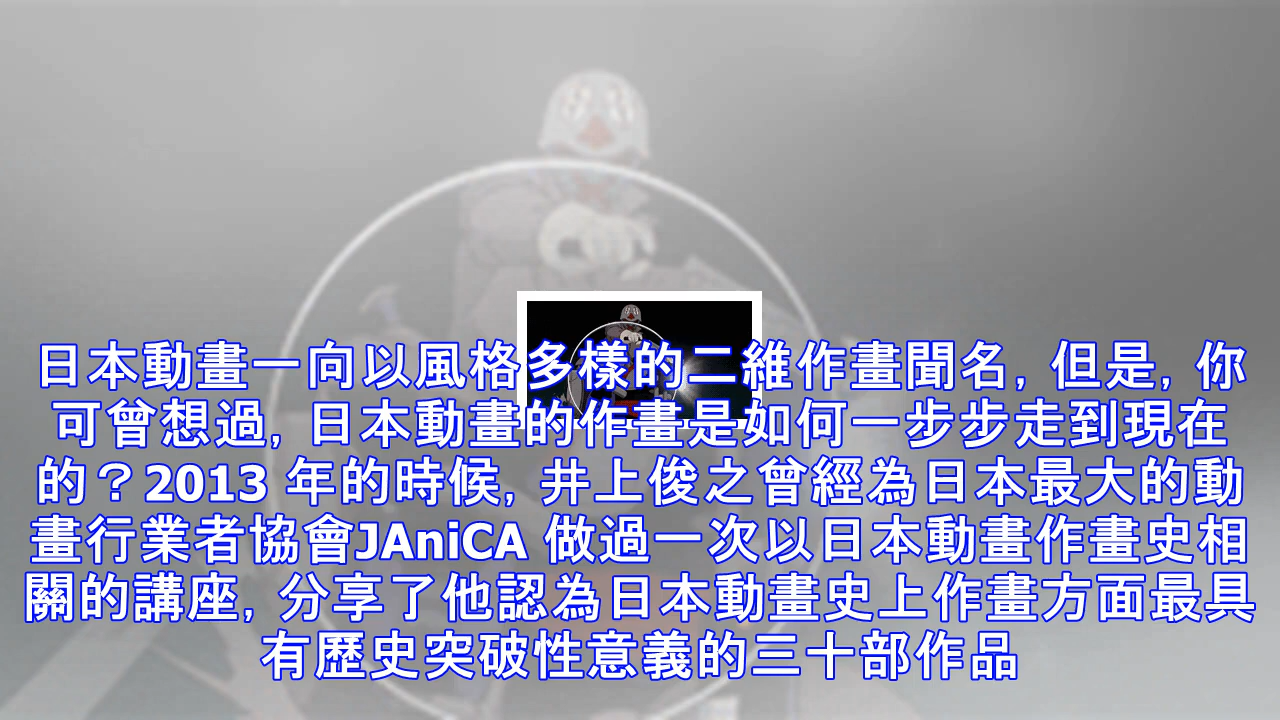 日本動畫一向以風格多樣的二維作畫聞名, 但是, 你
可曾想過, 日本動畫的作畫是如何一步步走到現在
的？2013 年的時候, 井上俊之曾經為日本最大的動
畫行業者協會JAniCA 做過一次以日本動畫作畫史相
關的講座, 分享了他認為日本動畫史上作畫方面最具
有歷史突破性意義的三十部作品